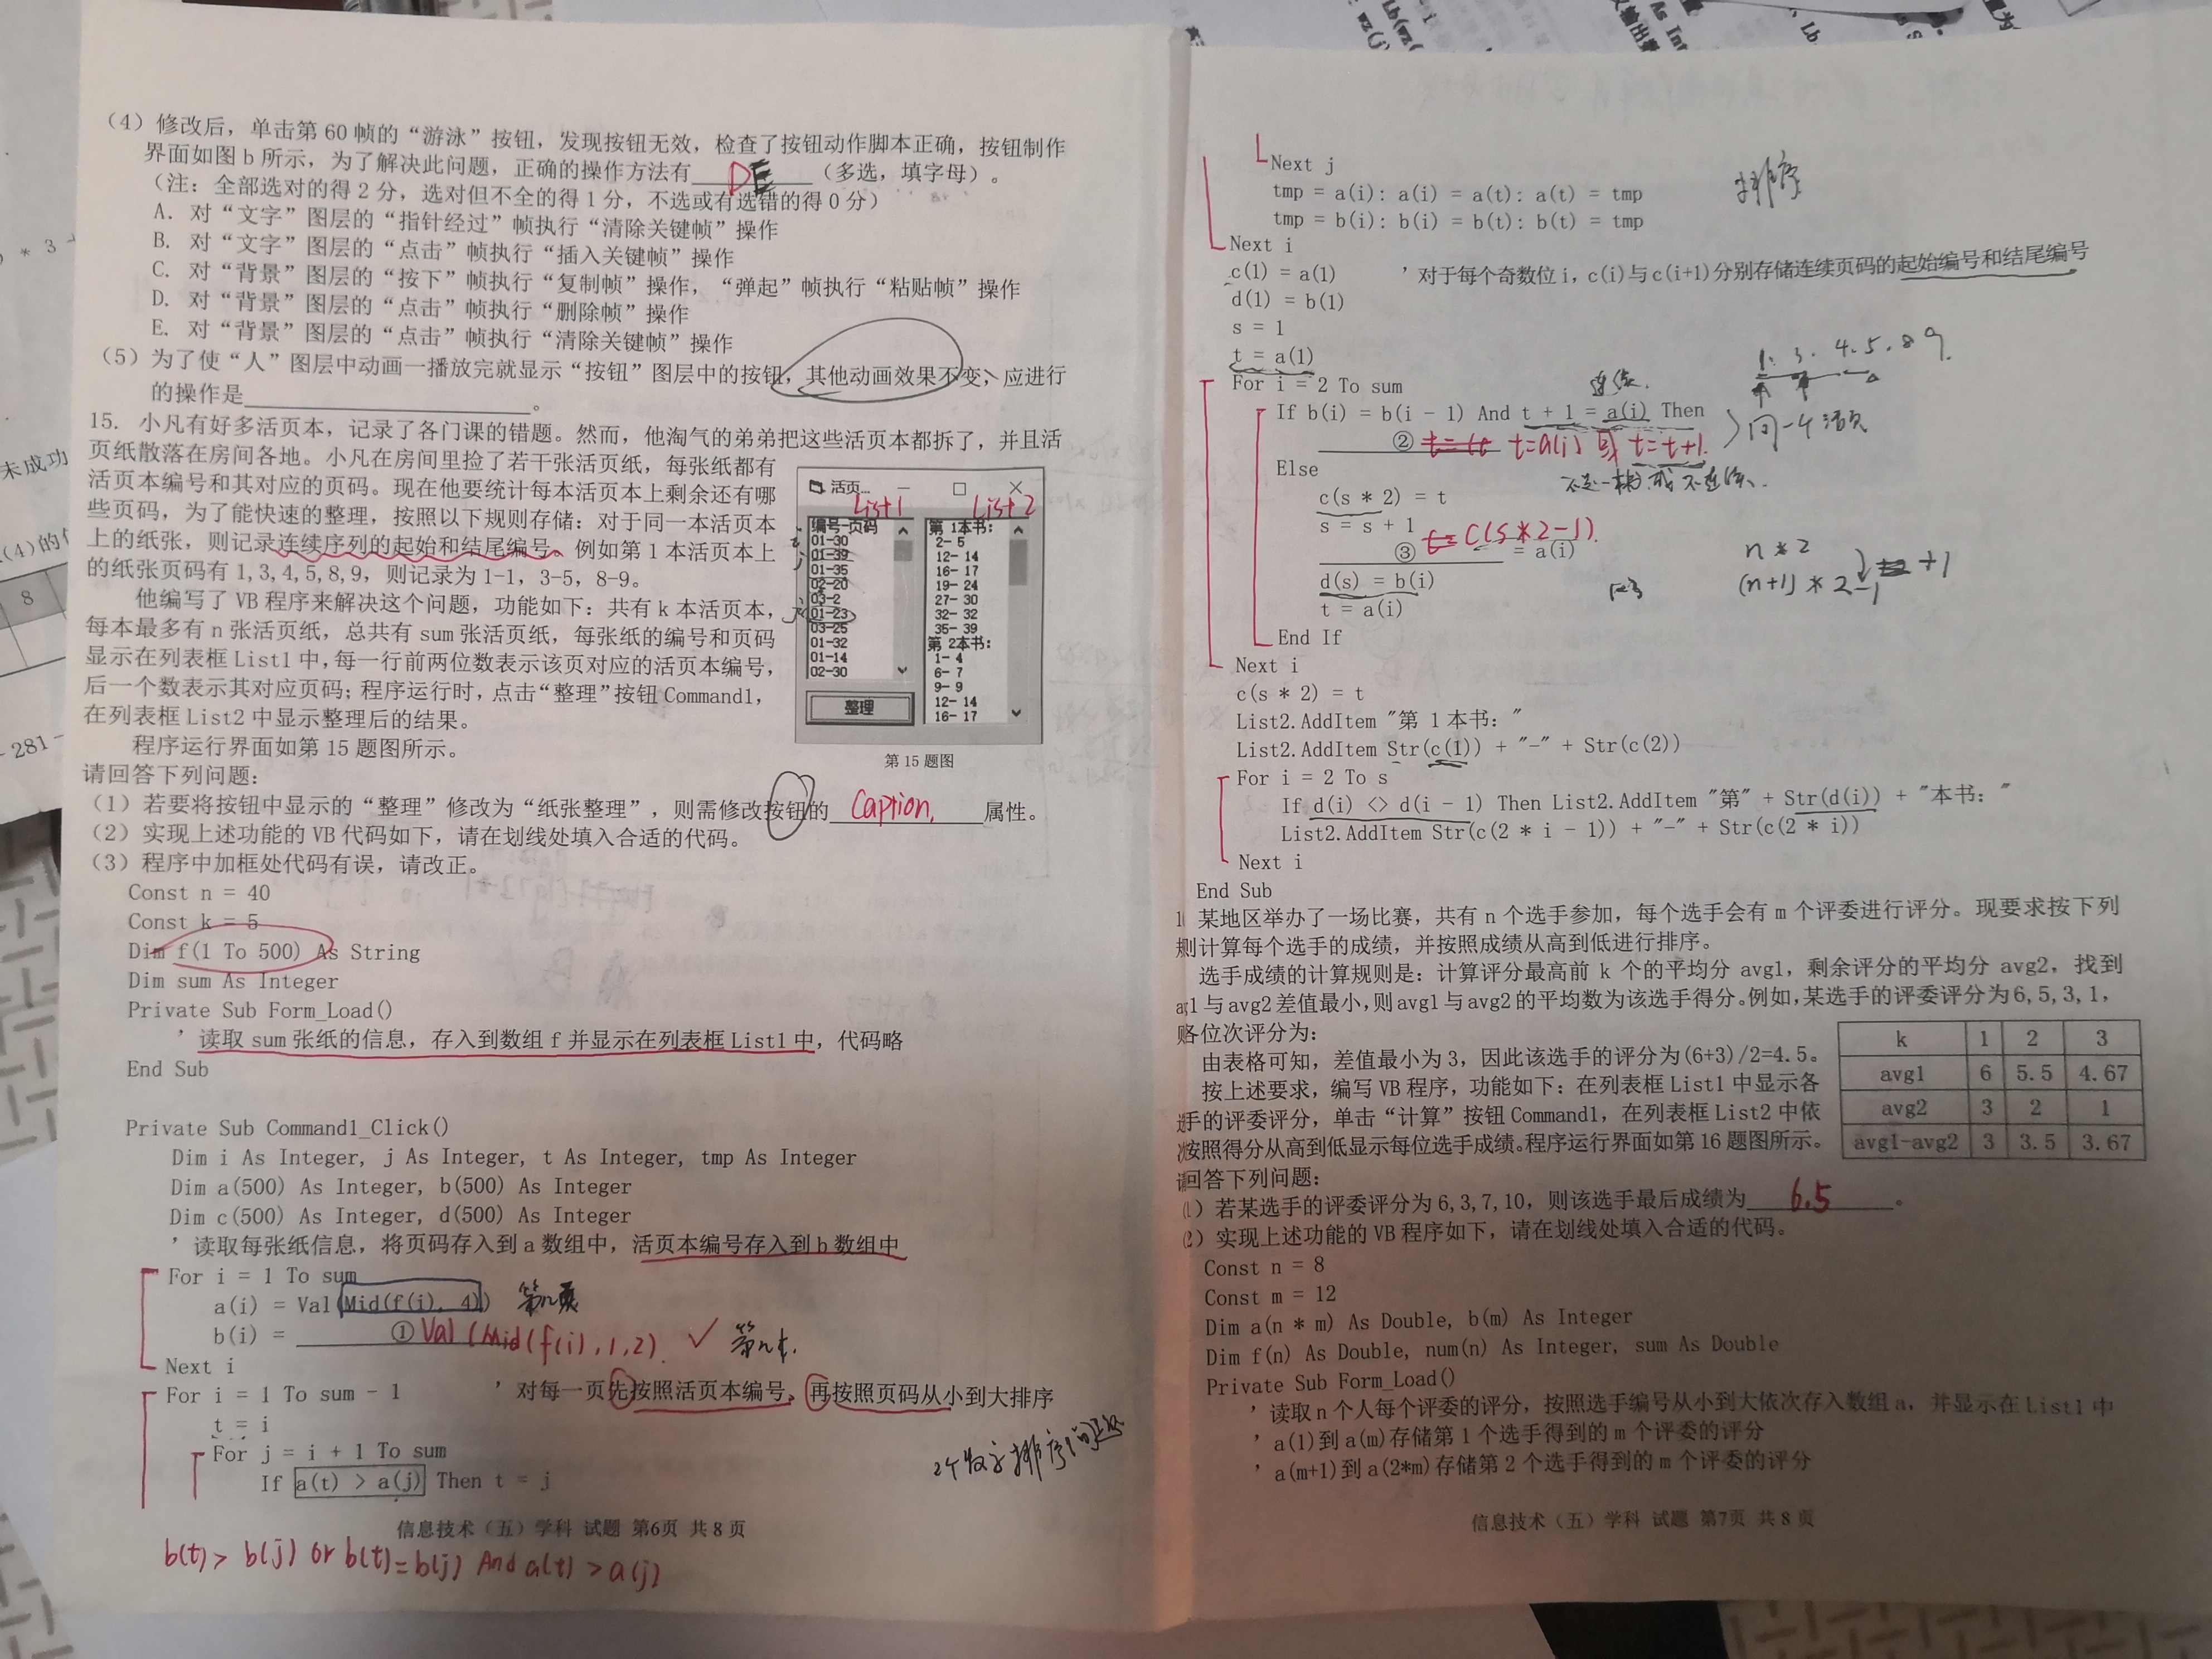 （4）修改后，单击第 60 帧的“游泳”按钮，发现按钮无效，检查了按钮动作脚本正确，按钮制作
界面如图 b 所示，为了解决此问题，正确的操作方法有 DE （多选，填字母）。
（注：全部选对的得 2 分，选对但不全的得 1 分，不选或有选错的得 0 分）
A. 对“文字”图层的“指针经过”帧执行“清除关键帧”操作
B. 对“文字”图层的“点击”帧执行“插入关键帧”操作
C. 对“背景”图层的“按下”帧执行“复制帧”操作，“弹起”帧执行“粘贴帧”操作
D. 对“背景”图层的“点击”帧执行“删除帧”操作
E. 对“背景”图层的“点击”帧执行“清除关键帧”操作
（5）为了使“人”图层中动画一播放完就显示“按钮”图层中的按钮，其他动画效果不变，应进行
的操作是____________。
15. 小凡有好多活页本，记录了各门课的错题。然而，他淘气的弟弟把这些活页本都拆了，并且活
页纸散落在房间各地。小凡在房间里捡了若干张活页纸，每张纸都有
活页本编号和其对应的页码。现在他要统计每本活页本上剩余还有哪
些页码，为了能快速的整理，按照以下规则存储：对于同一本活页本
上的纸张，则记录连续序列的起始和结尾编号。例如第 1 本活页本上
的纸张页码有 1,3,4,5,8,9，则记录为 1-1，3-5，8-9。
他编写了 VB 程序来解决这个问题，功能如下：共有 k 本活页本，
每本最多有 n 张活页纸，总共有 sum 张活页纸，每张纸的编号和页码
显示在列表框 List1 中，每一行前两位数表示该页对应的活页本编号，
后一个数表示其对应页码；程序运行时，点击“整理”按钮 Command1，
在列表框 List2 中显示整理后的结果。
程序运行界面如第 15 题图所示。
活页...
List1
List2
编号-页码
01-30
01-39
01-35
02-20
03-2
01-23
03-25
01-32
01-14
02-30
第 1本书:
2- 5
12- 14
16- 17
19- 24
27- 30
32- 32
35- 39
第 2本书:
1- 4
6- 7
9- 9
12- 14
16- 17
整理
第 15 题图
请回答下列问题：
（1）若要将按钮中显示的“整理”修改为“纸张整理”，则需修改按钮的 Caption. 属性。
（2）实现上述功能的 VB 代码如下，请在划线处填入合适的代码。
（3）程序中加框处代码有误，请改正。
Const n = 40
Const k = 5
Dim f(1 To 500) As String
Dim sum As Integer
Private Sub Form_Load()
' 读取 sum 张纸的信息，存入到数组 f 并显示在列表框 List1 中，代码略
End Sub
Private Sub Command1_Click()
Dim i As Integer, j As Integer, t As Integer, tmp As Integer
Dim a(500) As Integer, b(500) As Integer
Dim c(500) As Integer, d(500) As Integer
' 读取每张纸信息，将页码存入到 a 数组中，活页本编号存入到 b 数组中
For i = 1 To sum
a(i) = Val(Mid(f(i), 4)) 第n页
b(i) = ① Val (Mid(f(i),1,2). 第n本.
Next i
For i = 1 To sum - 1 ' 对每一页先按照活页本编号，再按照页码从小到大排序
t = i
For j = i + 1 To sum
2个数字排序问题
If a(t) > a(j) Then t = j
信息技术（五）学科 试题 第6页 共 8 页
b(t) > b(j) or b(t)=b(j) And a(t) > a(j)
Next j
tmp = a(i): a(i) = a(t): a(t) = tmp
排序
tmp = b(i): b(i) = b(t): b(t) = tmp
Next i
c(1) = a(1) ' 对于每个奇数位 i，c(i)与 c(i+1)分别存储连续页码的起始编号和结尾编号
d(1) = b(1)
s = 1
t = a(1)
1. 3. 4. 5. 8 9.
For i = 2 To sum
连续.
If b(i) = b(i - 1) And t + 1 = a(i) Then
同一个活页
② t=a(i) 或 t=t+1.
Else
不是一本 或 不连续.
c(s * 2) = t
s = s + 1
③ c(s*2-1). = a(i)
n * 2
(n+1) * 2-1
+1
d(s) = b(i)
t = a(i)
End If
Next i
c(s * 2) = t
List2.AddItem "第 1 本书："
List2.AddItem Str(c(1)) + "-" + Str(c(2))
For i = 2 To s
If d(i) <> d(i - 1) Then List2.AddItem "第" + Str(d(i)) + "本书："
List2.AddItem Str(c(2 * i - 1)) + "-" + Str(c(2 * i))
Next i
End Sub
某地区举办了一场比赛，共有 n 个选手参加，每个选手会有 m 个评委进行评分。现要求按下列
规则计算每个选手的成绩，并按照成绩从高到低进行排序。
选手成绩的计算规则是：计算评分最高前 k 个的平均分 avg1，剩余评分的平均分 avg2，找到
avg1 与 avg2 差值最小，则 avg1 与 avg2 的平均数为该选手得分。例如，某选手的评委评分为 6,5,3,1，
各位次评分为：
由表格可知，差值最小为 3，因此该选手的评分为(6+3)/2=4.5。
按上述要求，编写 VB 程序，功能如下：在列表框 List1 中显示各
手的评委评分，单击“计算”按钮 Command1，在列表框 List2 中依
按照得分从高到低显示每位选手成绩。程序运行界面如第 16 题图所示。
k 1 2 3
avg1 6 5.5 4.67
avg2 3 2 1
avg1-avg2 3 3.5 3.67
回答下列问题：
（1）若某选手的评委评分为 6,3,7,10，则该选手最后成绩为 6.5 。
（2）实现上述功能的 VB 程序如下，请在划线处填入合适的代码。
Const n = 8
Const m = 12
Dim a(n * m) As Double, b(m) As Integer
Dim f(n) As Double, num(n) As Integer, sum As Double
Private Sub Form_Load()
' 读取 n 个人每个评委的评分，按照选手编号从小到大依次存入数组 a，并显示在 List1 中
' a(1)到 a(m)存储第 1 个选手得到的 m 个评委的评分
' a(m+1)到 a(2*m)存储第 2 个选手得到的 m 个评委的评分
信息技术（五）学科 试题 第7页 共 8 页